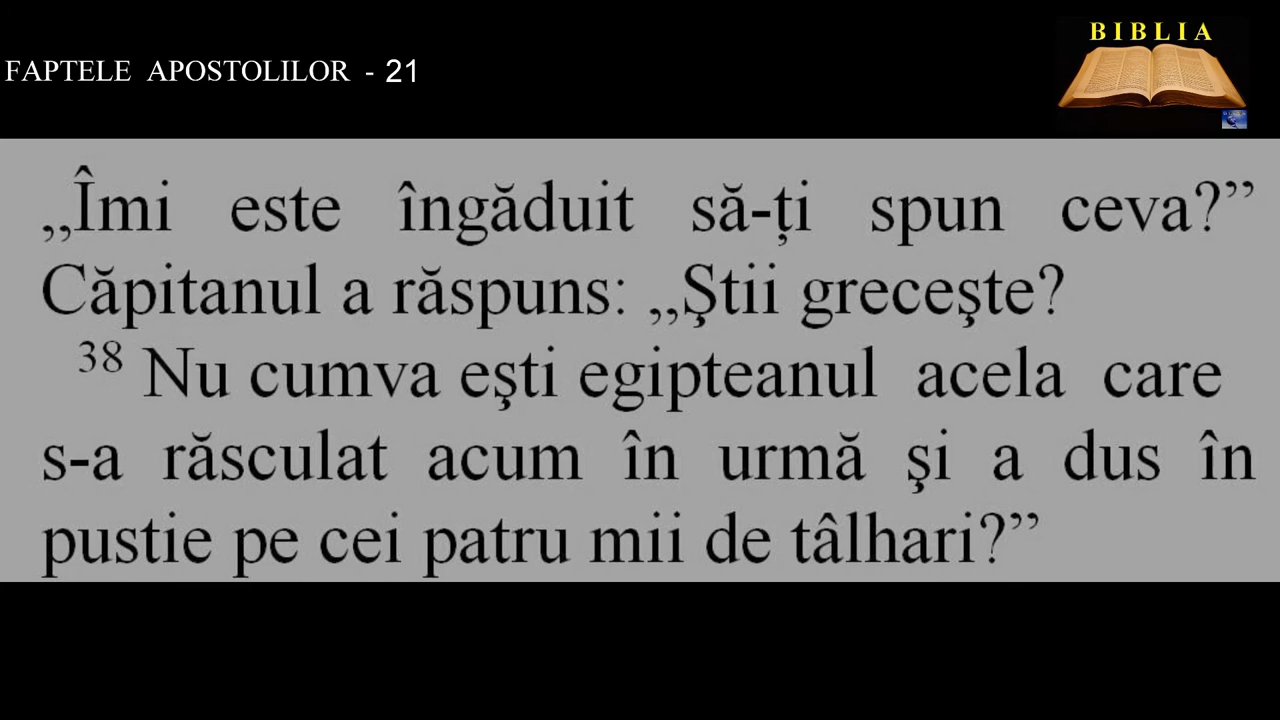 BIBLIA
FAPTELE APOSTOLILOR - 21
„Îmi este îngăduit să-ți spun ceva?”
Căpitanul a răspuns: „Ştii greceşte?
38 Nu cumva eşti egipteanul acela care
s-a răsculat acum în urmă şi a dus în
pustie pe cei patru mii de tâlhari?”